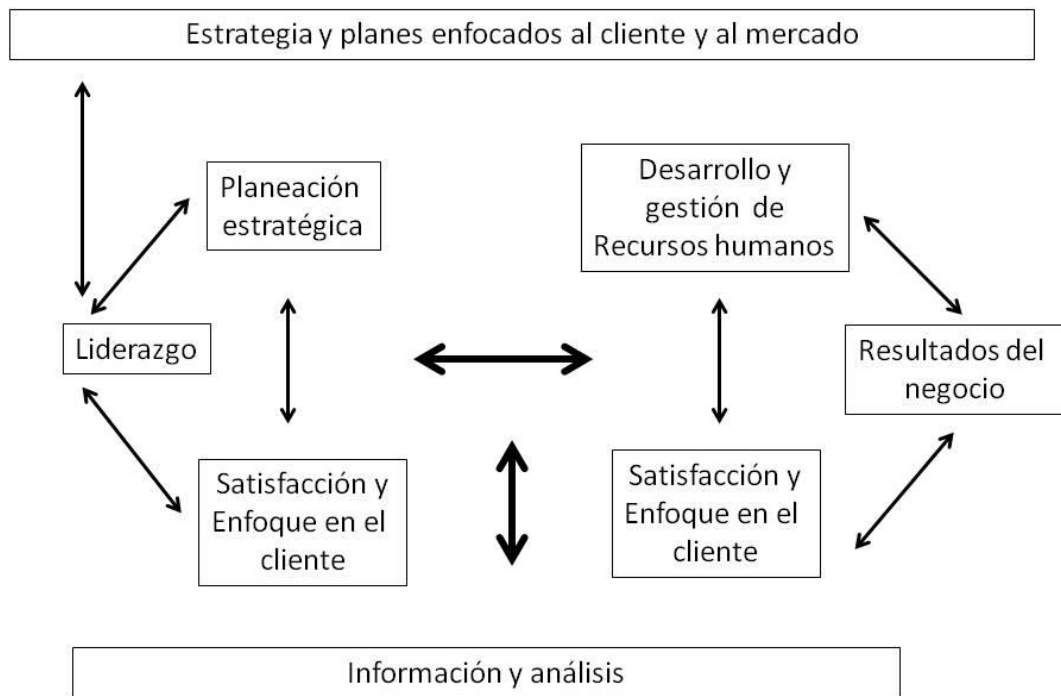 Estrategia y planes enfocados al cliente y al mercado
Planeación
estratégica
Desarrollo y
gestión de
Recursos humanos
Liderazgo
Resultados del
negocio
Satisfacción y
Enfoque en el
cliente
Satisfacción y
Enfoque en el
cliente
Información y análisis